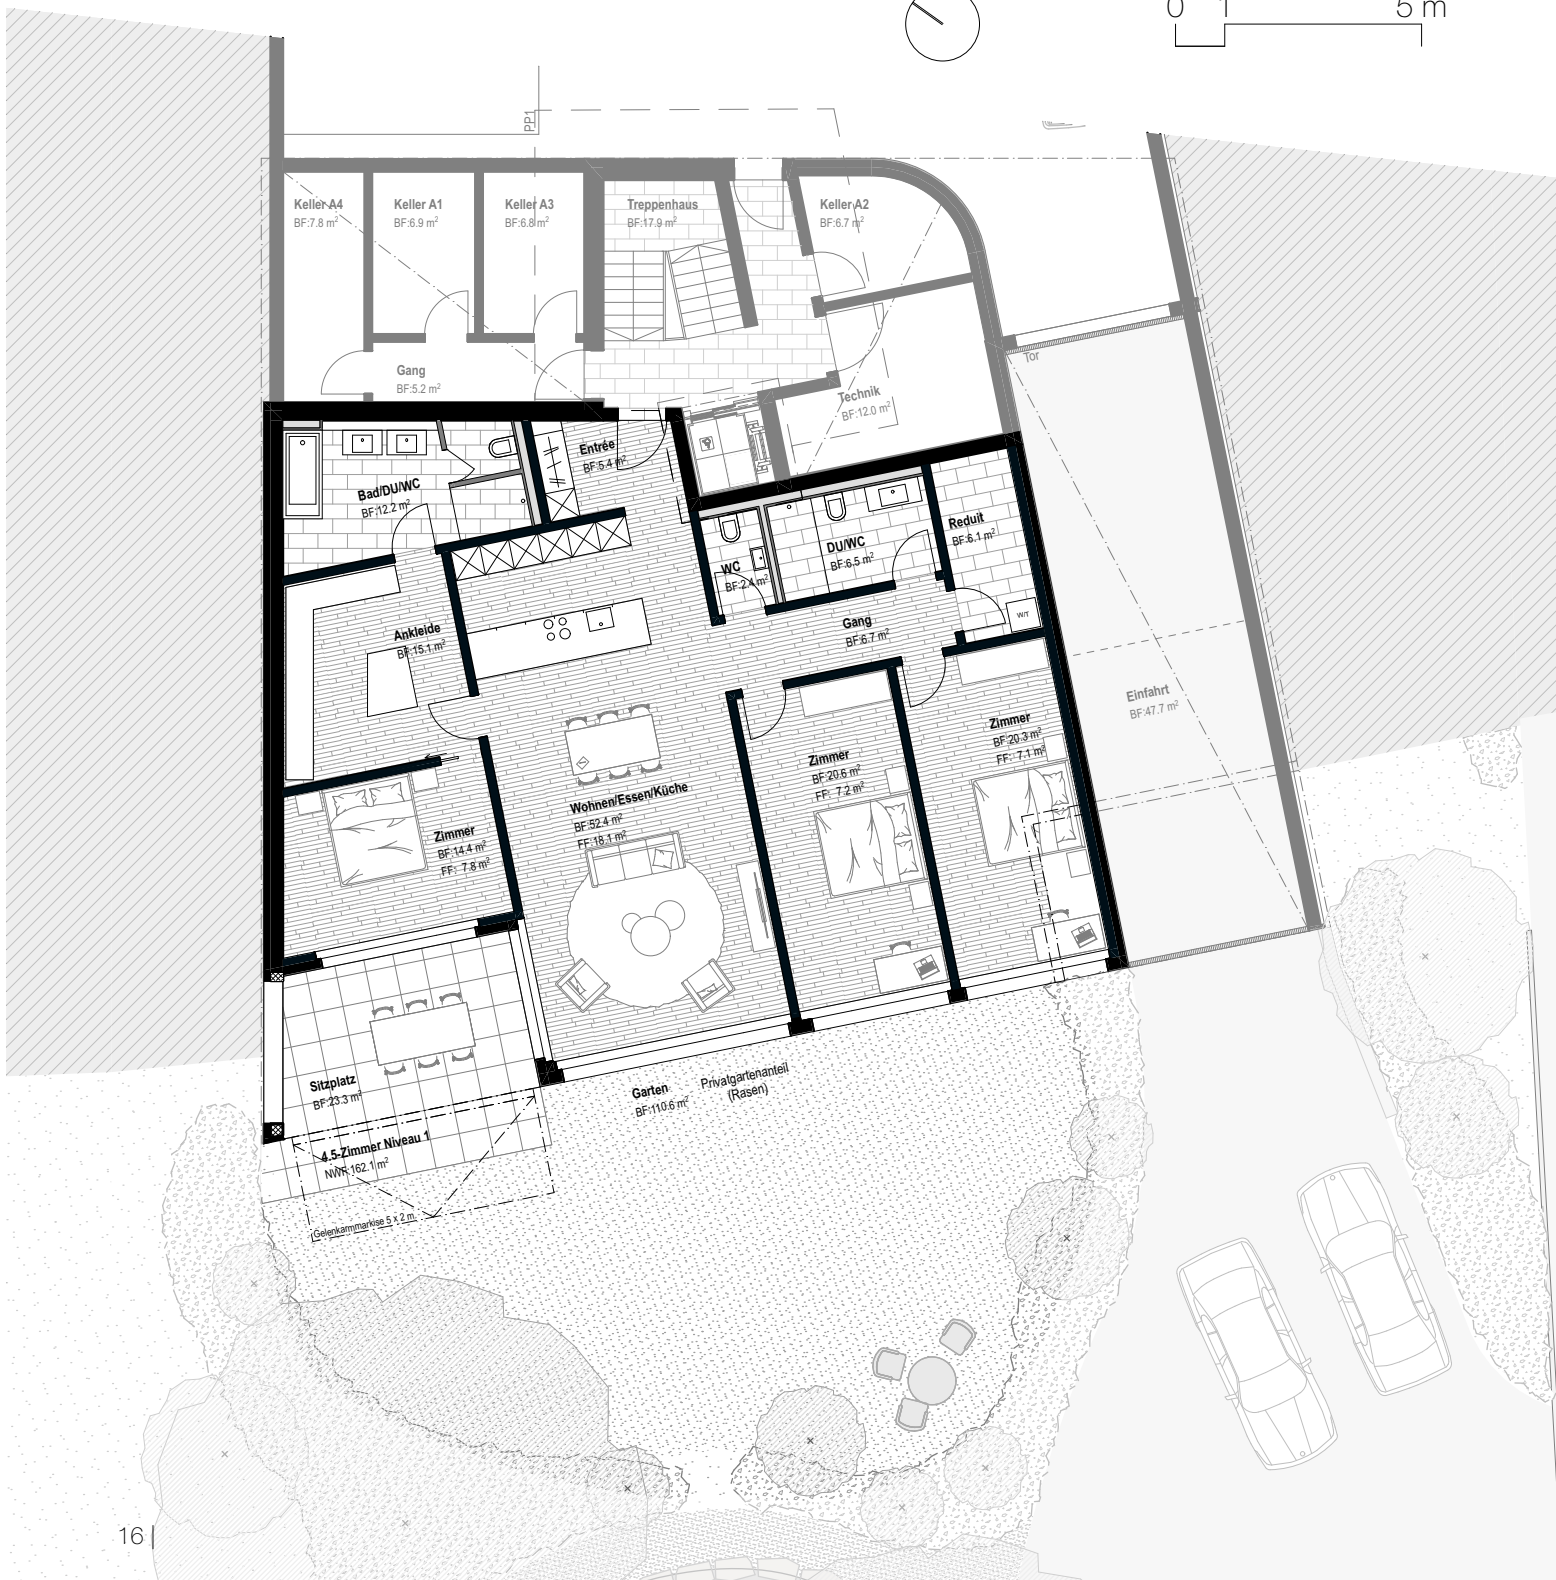 0 1 5 m
PP1
Keller A4
BF:7.8 m²
Keller A1
BF:6.9 m²
Keller A3
BF:6.8 m²
Treppenhaus
BF:17.9 m²
Keller A2
BF:6.7 m²
Gang
BF:5.2 m²
Tor
Technik
BF:12.0 m²
Entrée
BF:5.4 m²
Bad/DU/WC
BF:12.2 m²
Reduit
BF:6.1 m²
DU/WC
BF:6.5 m²
WC
BF:2.4 m²
W/T
Ankleide
BF:15.1 m²
Gang
BF:6.7 m²
Einfahrt
BF:47.7 m²
Zimmer
BF:20.3 m²
FF: 7.1 m²
Zimmer
BF:20.6 m²
FF: 7.2 m²
Wohnen/Essen/Küche
BF:52.4 m²
FF:18.1 m²
Zimmer
BF:14.4 m²
FF: 7.8 m²
Sitzplatz
BF:23.3 m²
Garten
BF:110.6 m²
Privatgartenanteil
(Rasen)
4.5-Zimmer Niveau 1
NWF:162.1 m²
Gelenkarmmarkise 5 x 2 m
16